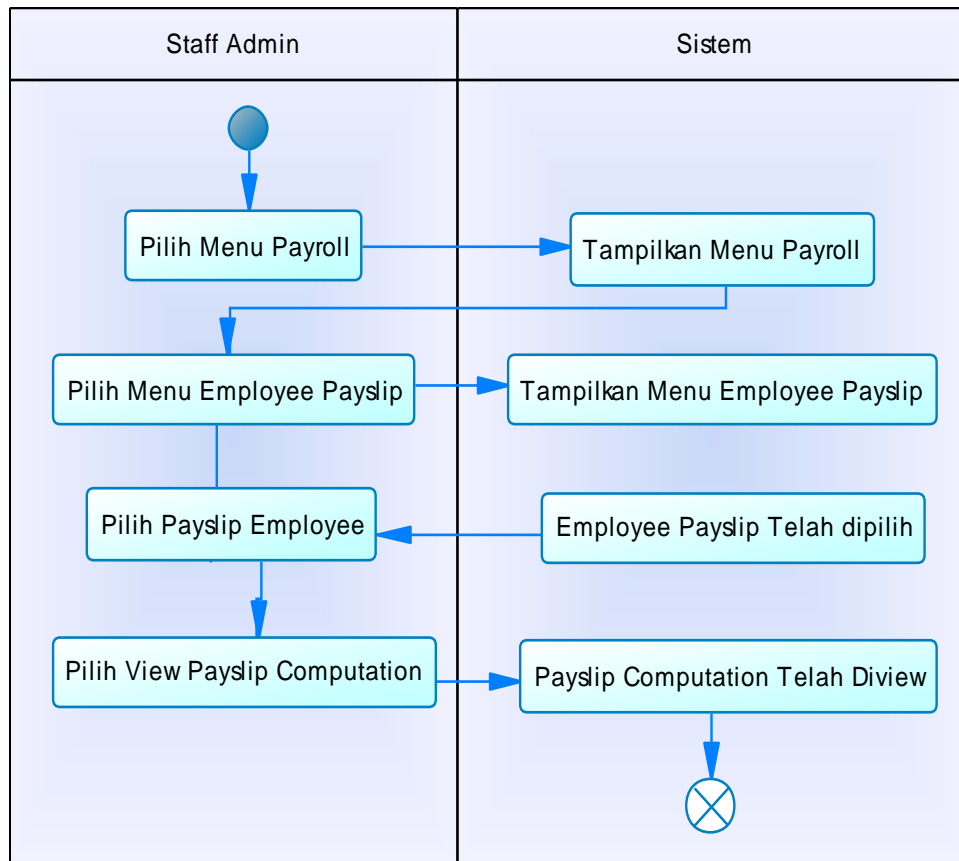 Staff Admin
Sistem
Pilih Menu Payroll
Tampilkan Menu Payroll
Pilih Menu Employee Payslip
Tampilkan Menu Employee Payslip
Pilih Payslip Employee
Employee Payslip Telah dipilih
Pilih View Payslip Computation
Payslip Computation Telah Diview